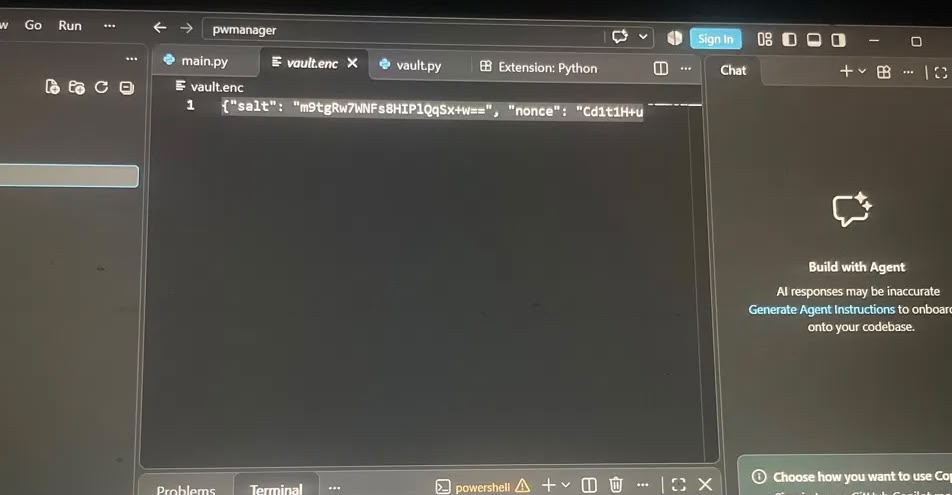 Go Run ···
pwmanager
Sign In
main.py
vault.enc
vault.py
Extension: Python
Chat
vault.enc
1 {"salt": "m9tgRw7WNFs8HIPlQqSx+w==", "nonce": "Cd1t1H+u
Build with Agent
AI responses may be inaccurate
Generate Agent Instructions to onboard
onto your codebase.
Problems
Terminal
···
powershell
Choose how you want to use Cop